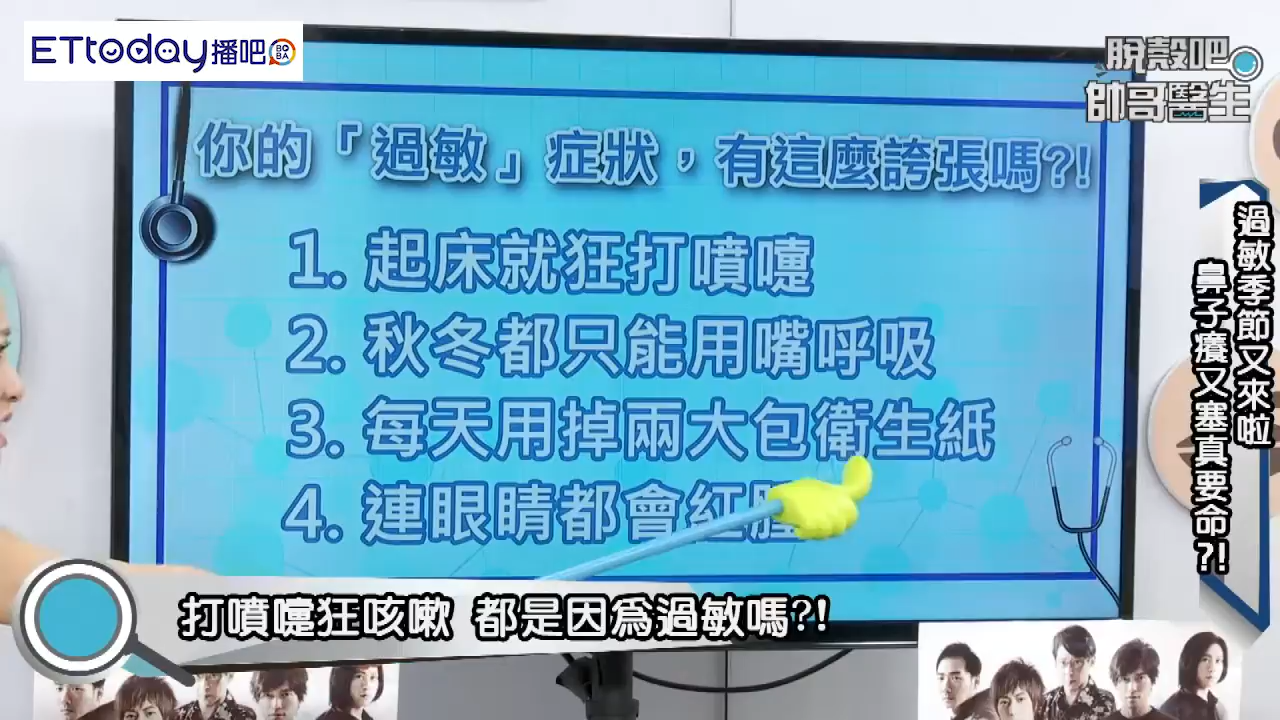 ETtoday播吧
BOBA
脫殼吧
帥哥醫生
你的「過敏」症狀，有這麼誇張嗎?!
1. 起床就狂打噴嚏
2. 秋冬都只能用嘴呼吸
3. 每天用掉兩大包衛生紙
4. 連眼睛都會紅腫
過敏季節又來啦
鼻子癢又塞真要命?!
打噴嚏狂咳嗽 都是因為過敏嗎?!